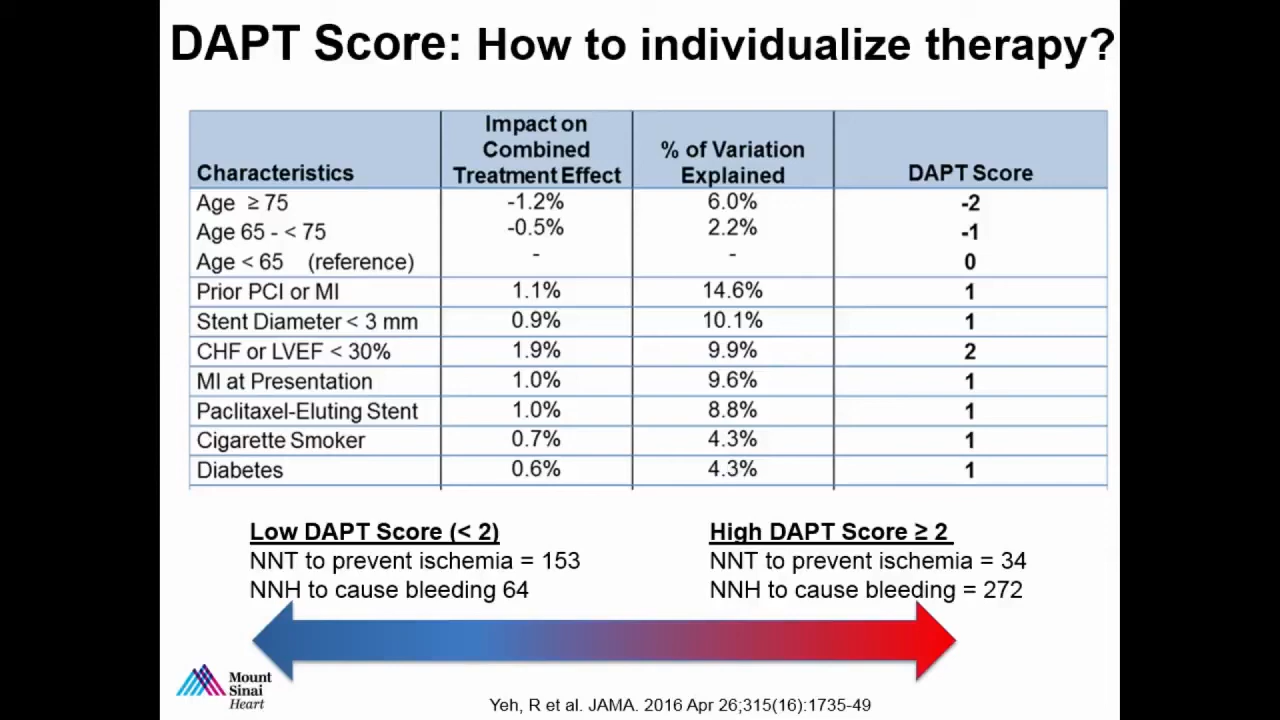 DAPT Score: How to individualize therapy?
Characteristics Impact on Combined Treatment Effect % of Variation Explained DAPT Score
Age ≥ 75 -1.2% 6.0% -2
Age 65 - < 75 -0.5% 2.2% -1
Age < 65 (reference) - - 0
Prior PCI or MI 1.1% 14.6% 1
Stent Diameter < 3 mm 0.9% 10.1% 1
CHF or LVEF < 30% 1.9% 9.9% 2
MI at Presentation 1.0% 9.6% 1
Paclitaxel-Eluting Stent 1.0% 8.8% 1
Cigarette Smoker 0.7% 4.3% 1
Diabetes 0.6% 4.3% 1
Low DAPT Score (< 2)
NNT to prevent ischemia = 153
NNH to cause bleeding 64
High DAPT Score ≥ 2
NNT to prevent ischemia = 34
NNH to cause bleeding = 272
Mount
Sinai
Heart
Yeh, R et al. JAMA. 2016 Apr 26;315(16):1735-49